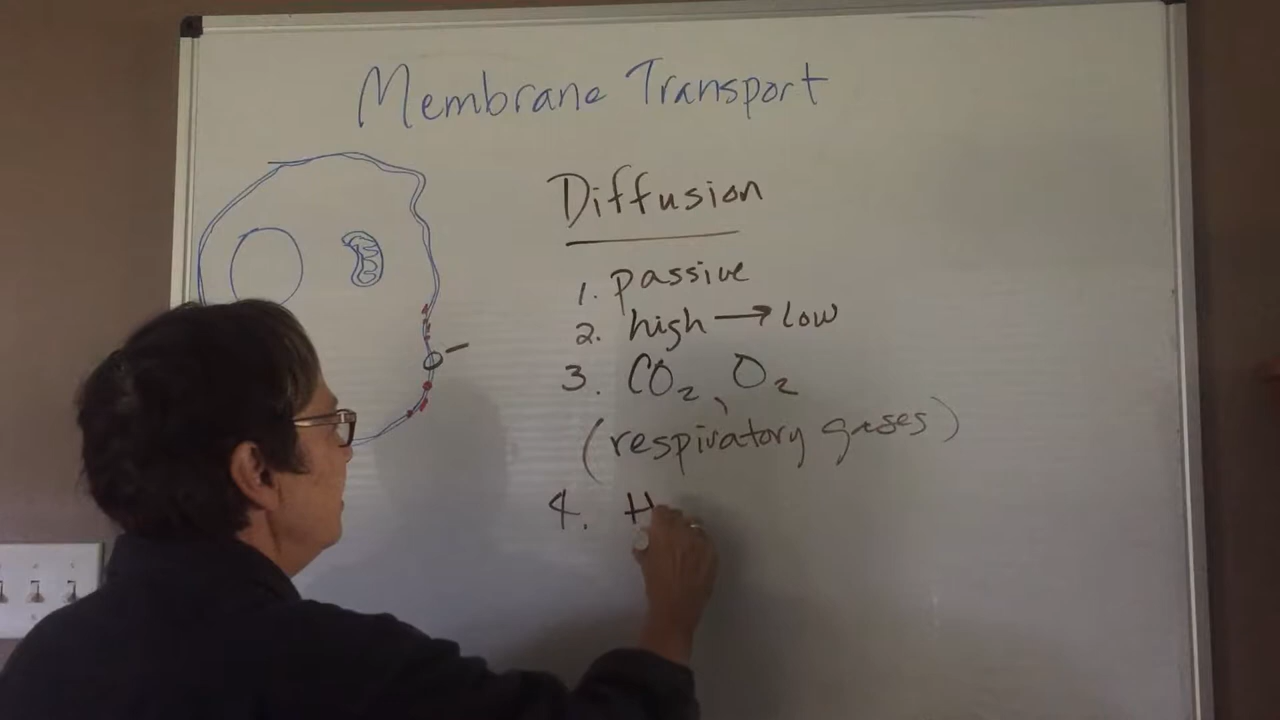 Membrane Transport
Diffusion
1. passive
2. high → low
3. CO₂, O₂
(respiratory gases)
4. H